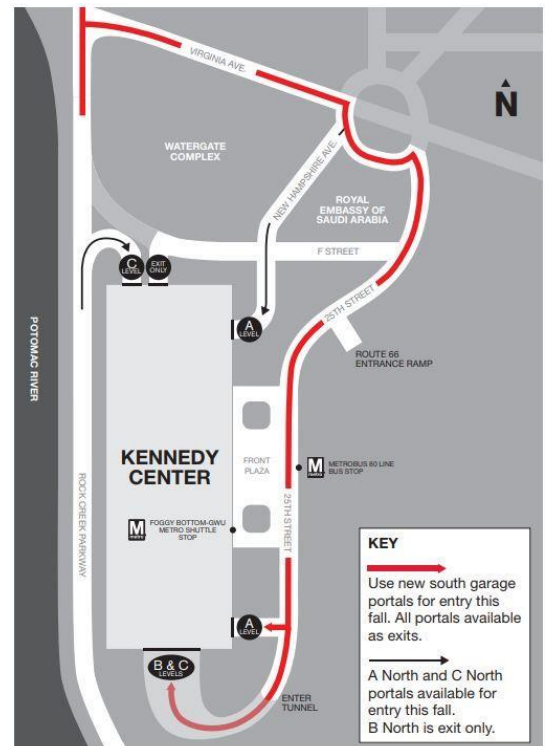 VIRGINIA AVE.
N
WATERGATE
COMPLEX
NEW HAMPSHIRE AVE.
ROYAL
EMBASSY OF
SAUDI ARABIA
F STREET
C
LEVEL
EXIT
ONLY
A
LEVEL
25TH STREET
ROUTE 66
ENTRANCE RAMP
POTOMAC RIVER
ROCK CREEK PARKWAY
KENNEDY
CENTER
FRONT
PLAZA
M
metro
METROBUS 80 LINE
BUS STOP
M
metro
FOGGY BOTTOM-GWU
METRO SHUTTLE
STOP
25TH STREET
A
LEVEL
B & C
LEVELS
ENTER
TUNNEL
KEY
Use new south garage
portals for entry this
fall. All portals available
as exits.
A North and C North
portals available for
entry this fall.
B North is exit only.